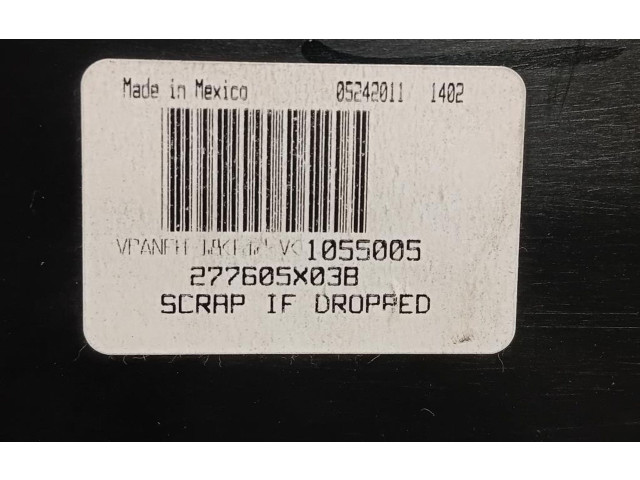 Made in Mexico 05242011 1402
1055005
277605X03B
SCRAP IF DROPPED